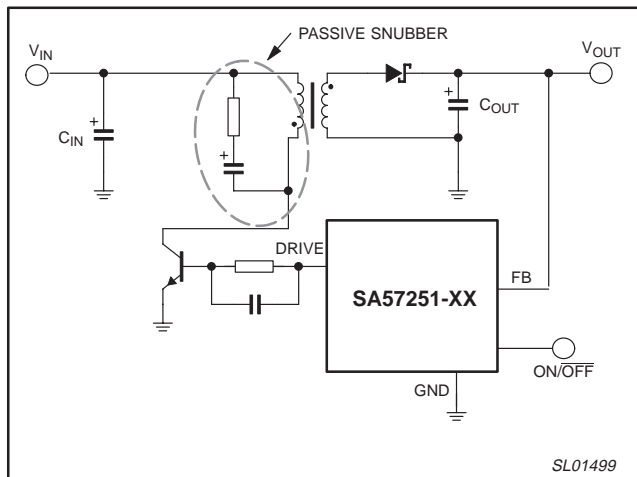 PASSIVE SNUBBER
VIN
VOUT
+
CIN
+
+
COUT
DRIVE
SA57251-XX
FB
ON/OFF
GND
SL01499